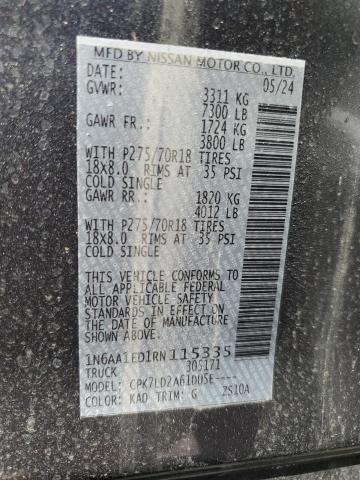 MFD BY NISSAN MOTOR CO., LTD.
DATE: 05/24
GVWR: 3311 KG
7300 LB
GAWR FR.: 1724 KG
3800 LB
WITH P275/70R18 TIRES
18X8.0 RIMS AT 35 PSI
COLD SINGLE
GAWR RR.: 1820 KG
4012 LB
WITH P275/70R18 TIRES
18X8.0 RIMS AT 35 PSI
COLD SINGLE
THIS VEHICLE CONFORMS TO
ALL APPLICABLE FEDERAL
MOTOR VEHICLE SAFETY
STANDARDS IN EFFECT ON THE
DATE OF MANUFACTURE
SHOWN ABOVE.
1N6AA1ED1RN115335
TRUCK 305171
MODEL: CPK7LD2A61DUSE----
COLOR: KAD TRIM: G ZS10A